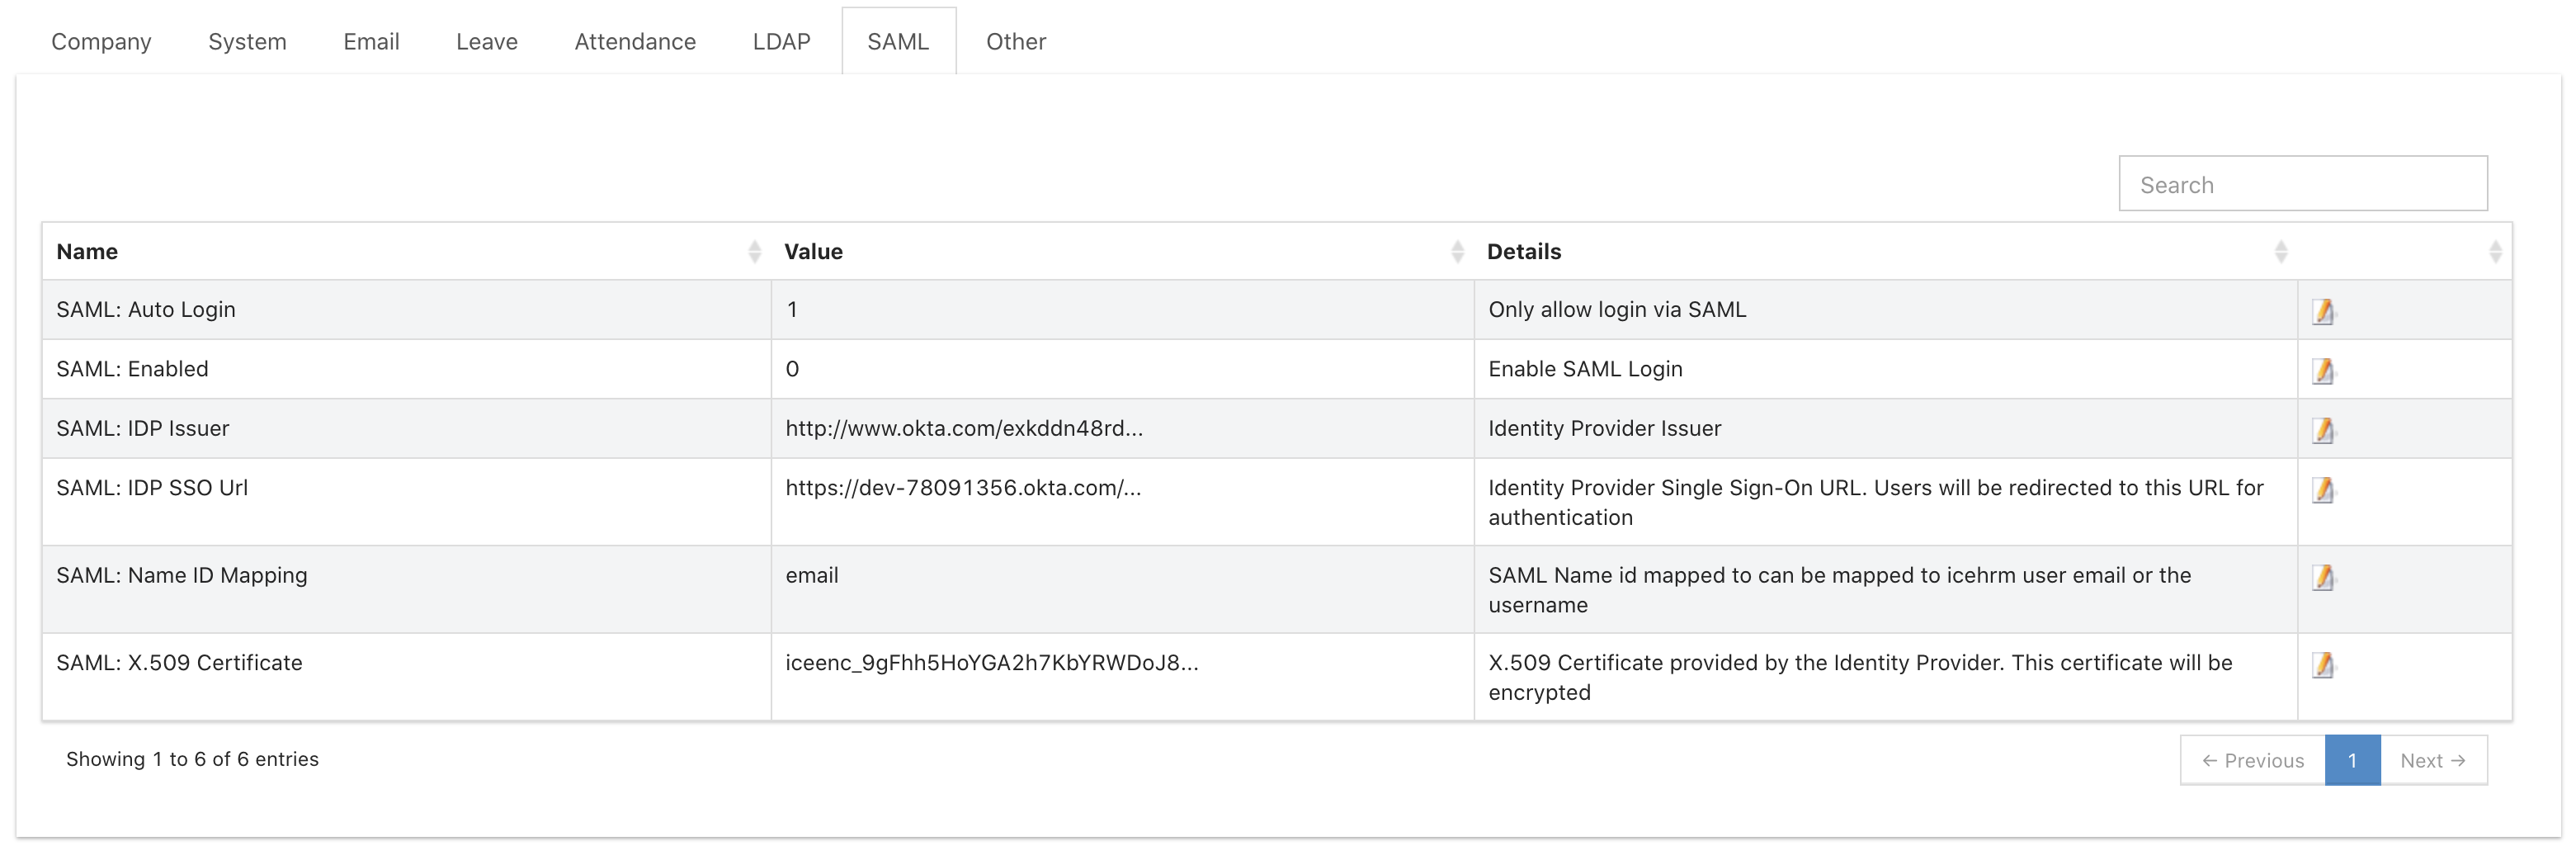 Company System Email Leave Attendance LDAP SAML Other
Search
Name Value Details
SAML: Auto Login 1 Only allow login via SAML
SAML: Enabled 0 Enable SAML Login
SAML: IDP Issuer http://www.okta.com/exkddn48rd... Identity Provider Issuer
SAML: IDP SSO Url https://dev-78091356.okta.com/... Identity Provider Single Sign-On URL. Users will be redirected to this URL for
authentication
SAML: Name ID Mapping email SAML Name id mapped to can be mapped to icehrm user email or the
username
SAML: X.509 Certificate iceenc_9gFhh5HoYGA2h7KbYRWDoJ8... X.509 Certificate provided by the Identity Provider. This certificate will be
encrypted
Showing 1 to 6 of 6 entries ← Previous 1 Next →